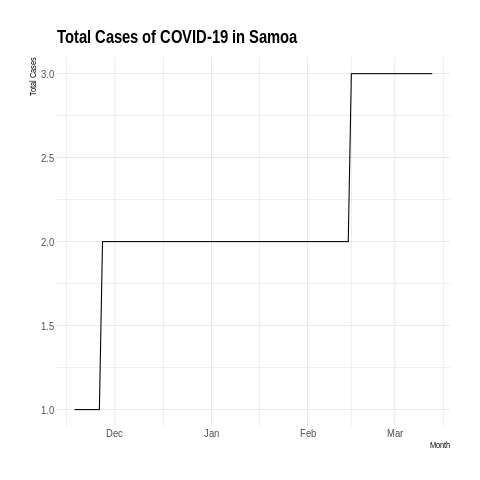 Total Cases of COVID-19 in Samoa
Total Cases
3.0
2.5
2.0
1.5
1.0
Dec Jan Feb Mar
Month